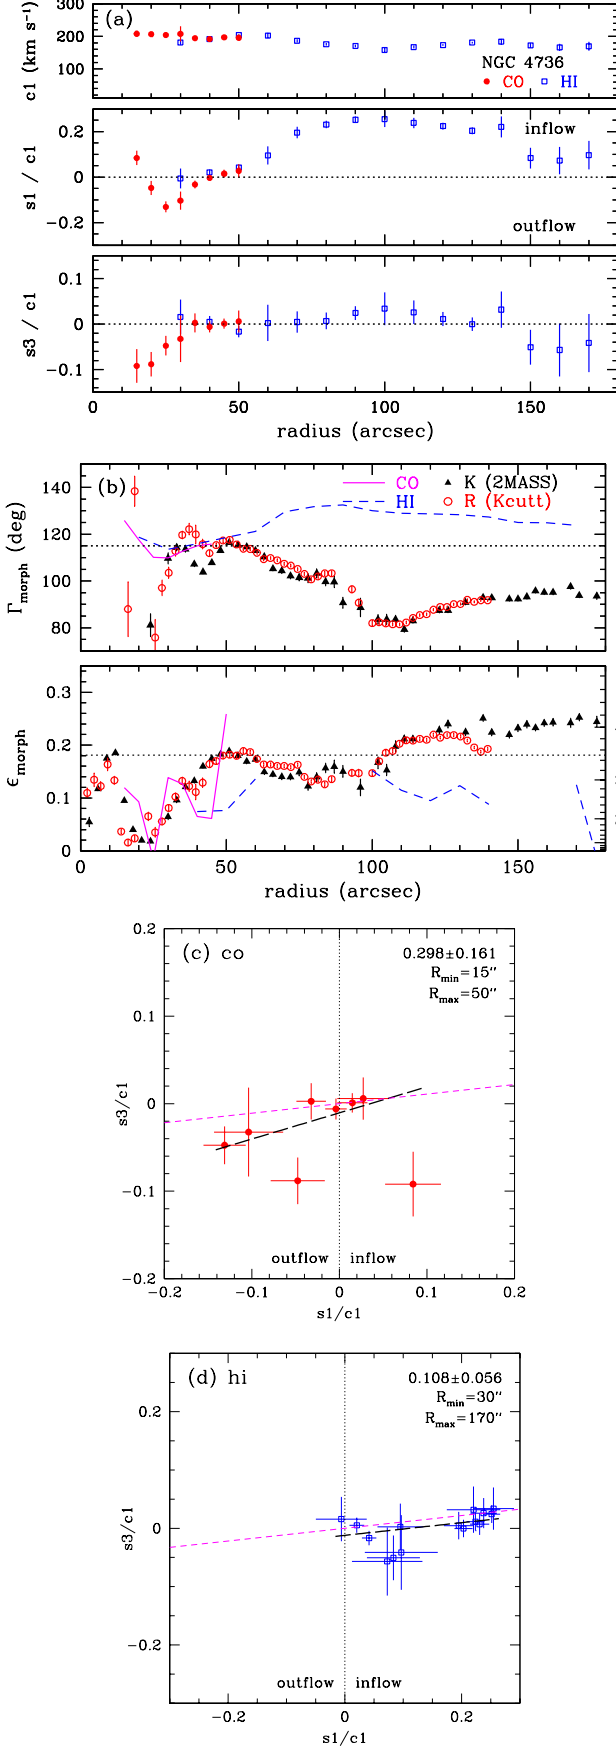 (a)
c1 (km s⁻¹)
300
200
100
NGC 4736
CO HI
s1 / c1
0.2
0
−0.2
inflow
outflow
s3 / c1
0.1
0
−0.1
0 50 100 150
radius (arcsec)
(b)
CO K (2MASS)
HI R (Kcutt)
Γmorph (deg)
140
120
100
80
ϵmorph
0.3
0.2
0.1
0
0 50 100 150
radius (arcsec)
(c) co
0.298±0.161
Rmin=15″
Rmax=50″
s3/c1
0.2
0.1
0
−0.1
−0.2
outflow inflow
−0.2 −0.1 0 0.1 0.2
s1/c1
(d) hi
0.108±0.056
Rmin=30″
Rmax=170″
s3/c1
0.2
0
−0.2
outflow inflow
−0.2 0 0.2
s1/c1